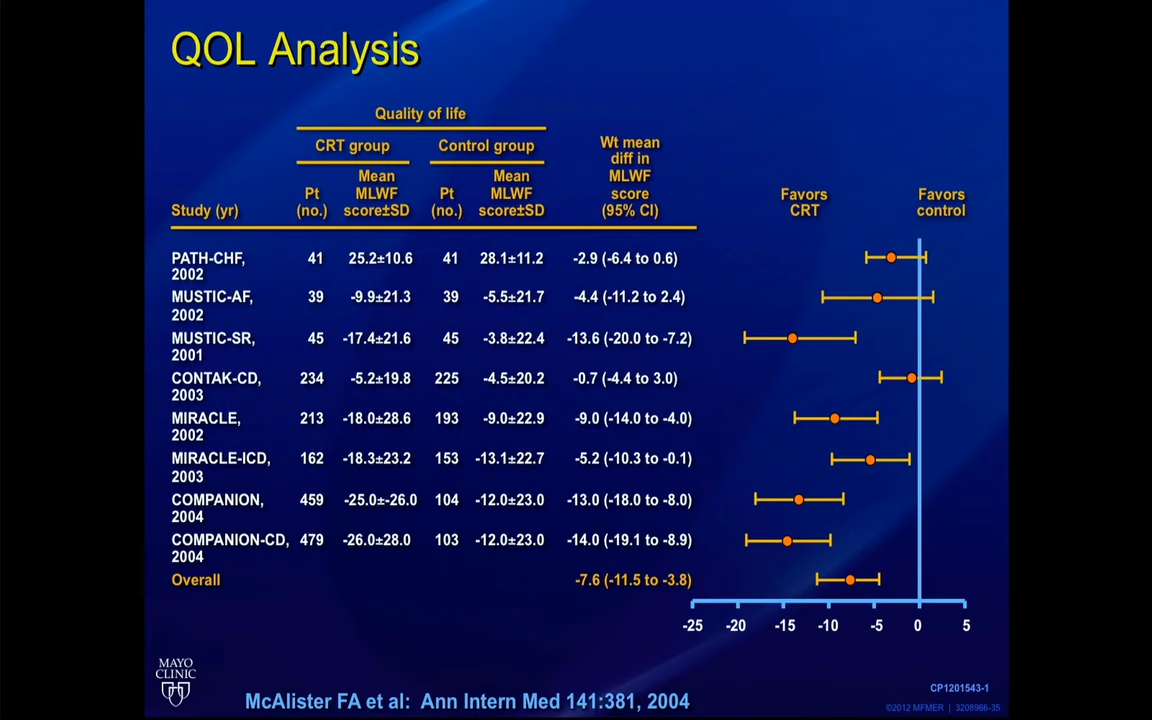 QOL Analysis
Quality of life
CRT group Control group
Wt mean
diff in
MLWF
score
(95% CI)
Study (yr)
Pt
(no.)
Mean
MLWF
score±SD
Pt
(no.)
Mean
MLWF
score±SD
Favors
CRT
Favors
control
PATH-CHF, 41 25.2±10.6 41 28.1±11.2 -2.9 (-6.4 to 0.6)
2002
MUSTIC-AF, 39 -9.9±21.3 39 -5.5±21.7 -4.4 (-11.2 to 2.4)
2002
MUSTIC-SR, 45 -17.4±21.6 45 -3.8±22.4 -13.6 (-20.0 to -7.2)
2001
CONTAK-CD, 234 -5.2±19.8 225 -4.5±20.2 -0.7 (-4.4 to 3.0)
2003
MIRACLE, 213 -18.0±28.6 193 -9.0±22.9 -9.0 (-14.0 to -4.0)
2002
MIRACLE-ICD, 162 -18.3±23.2 153 -13.1±22.7 -5.2 (-10.3 to -0.1)
2003
COMPANION, 459 -25.0±-26.0 104 -12.0±23.0 -13.0 (-18.0 to -8.0)
2004
COMPANION-CD, 479 -26.0±28.0 103 -12.0±23.0 -14.0 (-19.1 to -8.9)
2004
Overall -7.6 (-11.5 to -3.8)
-25 -20 -15 -10 -5 0 5
MAYO
CLINIC
McAlister FA et al: Ann Intern Med 141:381, 2004
CP1201543-1
©2012 MFMER | 3208966-35